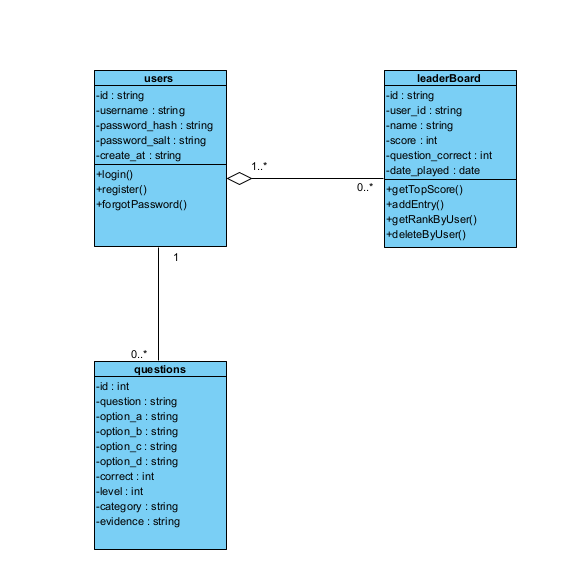 users
-id : string
-username : string
-password_hash : string
-password_salt : string
-create_at : string
+login()
+register()
+forgotPassword()
1..*
0..*
leaderBoard
-id : string
-user_id : string
-name : string
-score : int
-question_correct : int
-date_played : date
+getTopScore()
+addEntry()
+getRankByUser()
+deleteByUser()
1
0..*
questions
-id : int
-question : string
-option_a : string
-option_b : string
-option_c : string
-option_d : string
-correct : int
-level : int
-category : string
-evidence : string